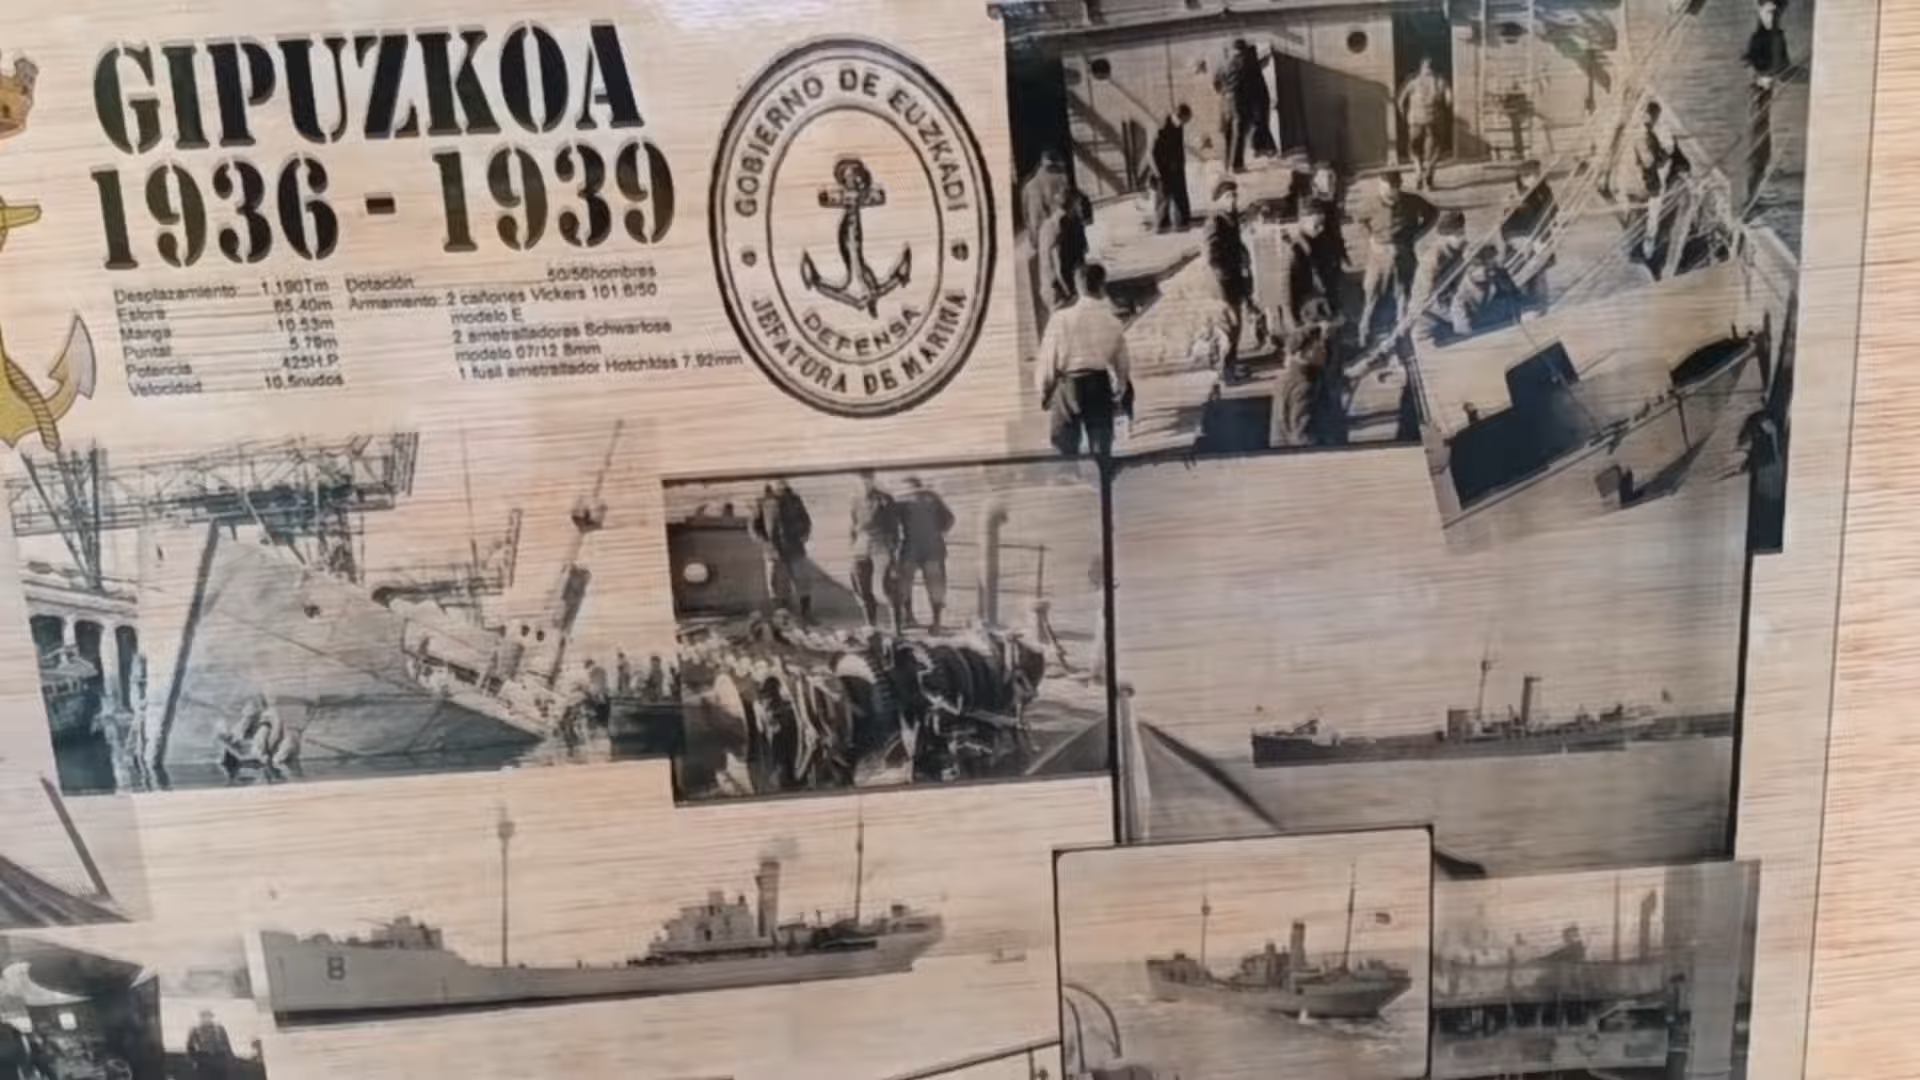 GIPUZKOA
1936 - 1939
Desplazamiento: 1.190Tm
Eslora 65.40m
Manga 10.53m
Puntal 5.79m
Potencia 425H.P.
Velocidad 10,5nudos
Dotación 50/56hombres
Armamento: 2 cañones Vickers 101.6/50
modelo E
2 ametralladoras Schwarlose
modelo 07/12 8mm
1 fusil ametrallador Hotchkiss 7.92mm
GOBIERNO DE EUZKADI
DEFENSA
JEFATURA DE MARINA
B